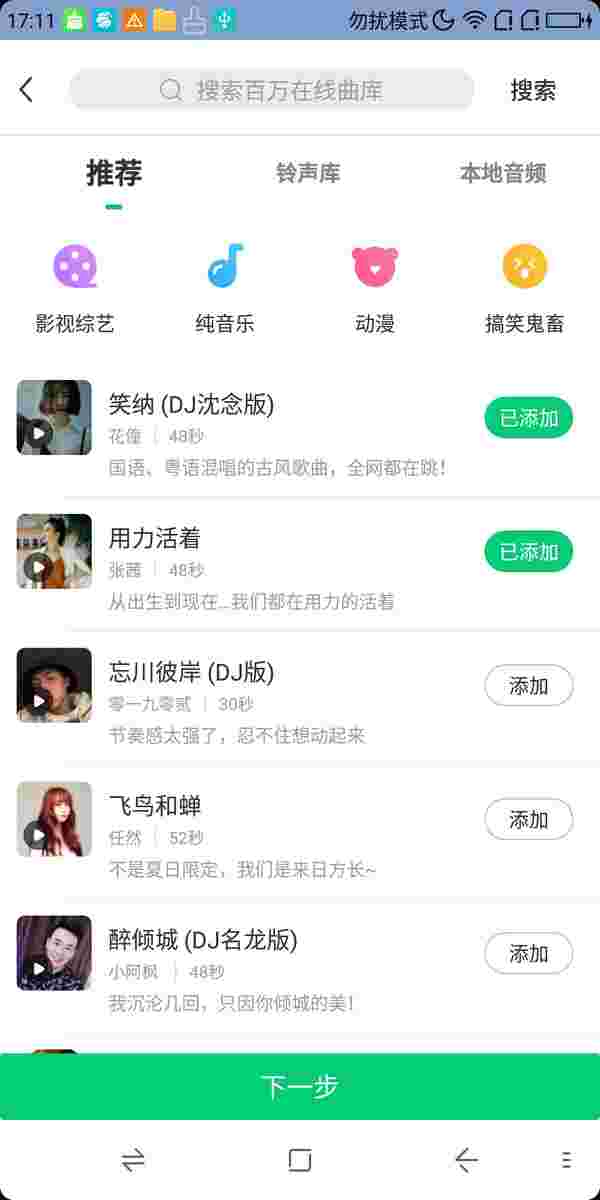 17:11
勿扰模式
搜索百万在线曲库
搜索
推荐
铃声库
本地音频
影视综艺
纯音乐
动漫
搞笑鬼畜
笑纳 (DJ沈念版)
花僮 | 48秒
国语、粤语混唱的古风歌曲，全网都在跳!
已添加
用力活着
张茜 | 48秒
从出生到现在...我们都在用力的活着
已添加
忘川彼岸 (DJ版)
零一九零贰 | 30秒
节奏感太强了，忍不住想动起来
添加
飞鸟和蝉
任然 | 52秒
不是夏日限定，我们是来日方长~
添加
醉倾城 (DJ名龙版)
小阿枫 | 48秒
我沉沦几回，只因你倾城的美!
添加
下一步